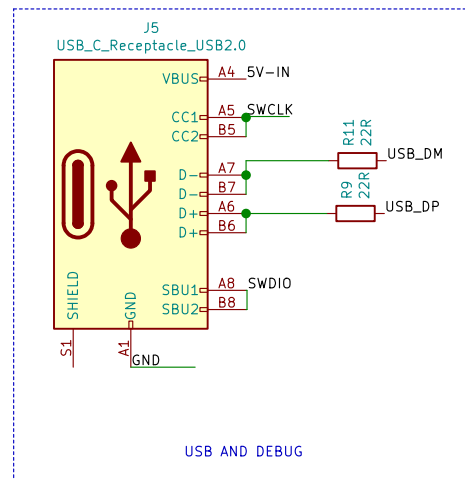 J5
USB_C_Receptacle_USB2.0
VBUS A4 5V-IN
CC1 A5 SWCLK
CC2 B5
D- A7
D- B7
D+ A6
D+ B6
R11
22R
USB_DM
R9
22R
USB_DP
SBU1 A8 SWDIO
SBU2 B8
SHIELD
GND
S1
A1
GND
USB AND DEBUG